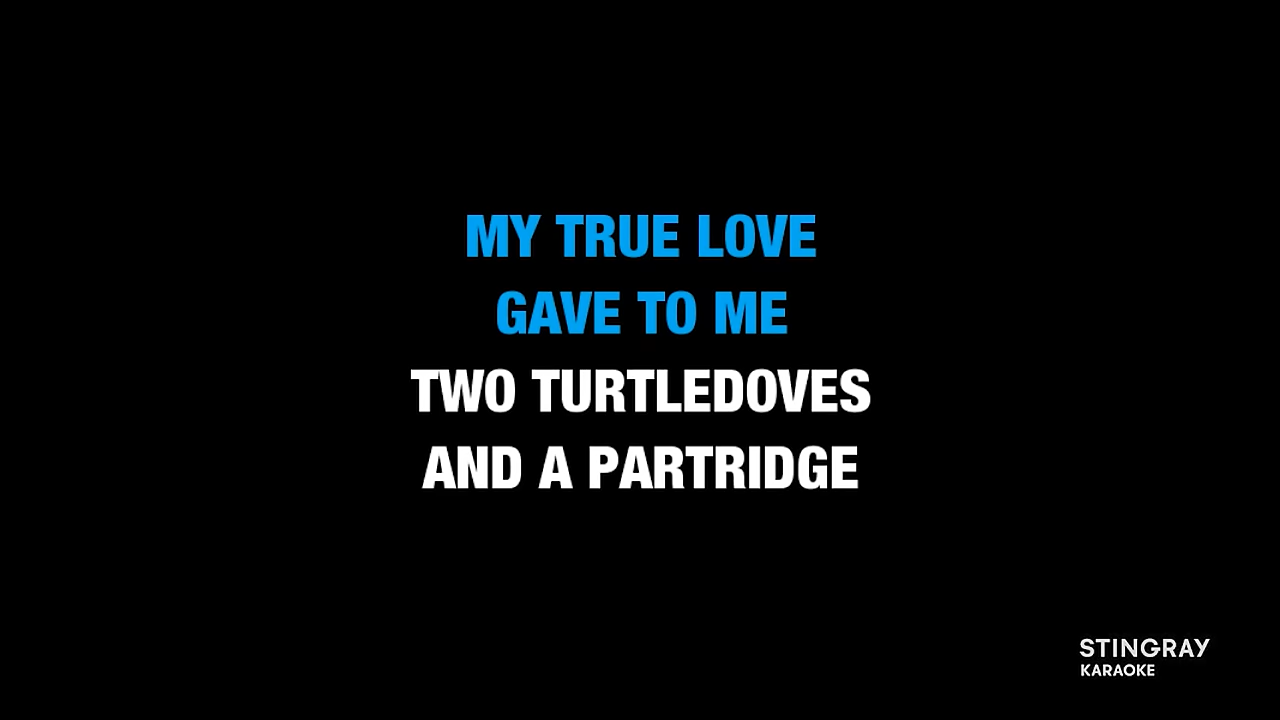 MY TRUE LOVE
GAVE TO ME
TWO TURTLEDOVES
AND A PARTRIDGE
STINGRAY
KARAOKE